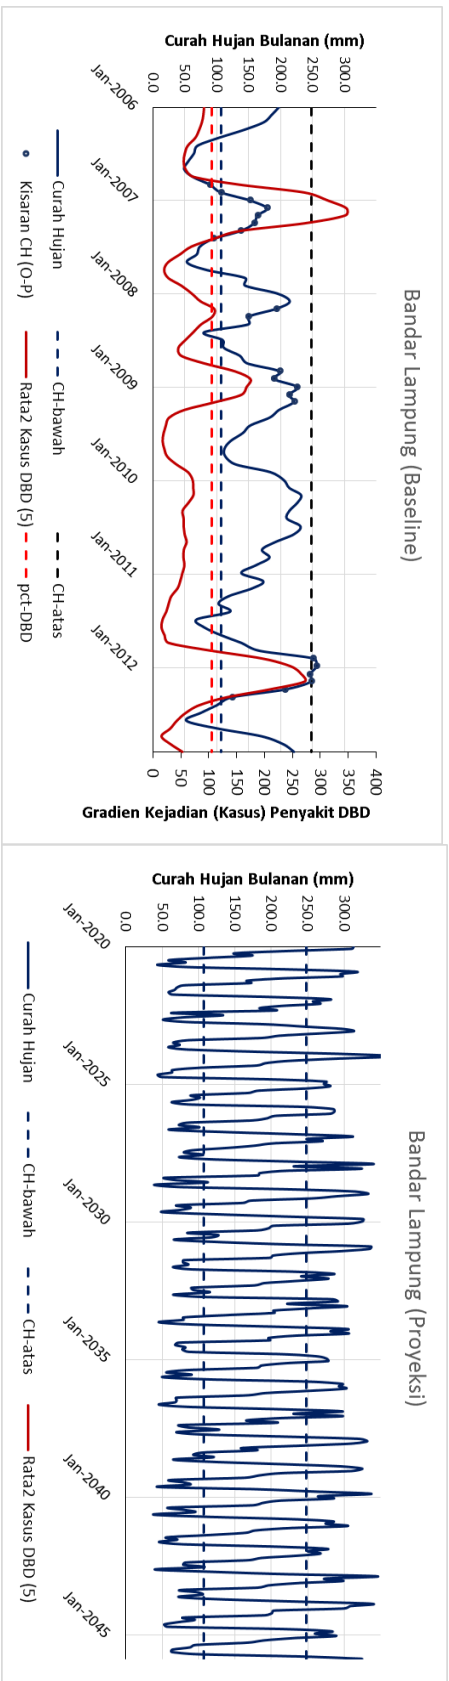 Bandar Lampung (Baseline)
Curah Hujan Bulanan (mm)
0.0
50.0
100.0
150.0
200.0
250.0
300.0
Jan-2006
Jan-2007
Jan-2008
Jan-2009
Jan-2010
Jan-2011
Jan-2012
0
50
100
150
200
250
300
350
400
Gradien Kejadian (Kasus) Penyakit DBD
Curah Hujan
CH-bawah
CH-atas
Kisaran CH (O-P)
Rata2 Kasus DBD (5)
pct-DBD
Bandar Lampung (Proyeksi)
Curah Hujan Bulanan (mm)
0.0
50.0
100.0
150.0
200.0
250.0
300.0
Jan-2020
Jan-2025
Jan-2030
Jan-2035
Jan-2040
Jan-2045
Curah Hujan
CH-bawah
CH-atas
Rata2 Kasus DBD (5)